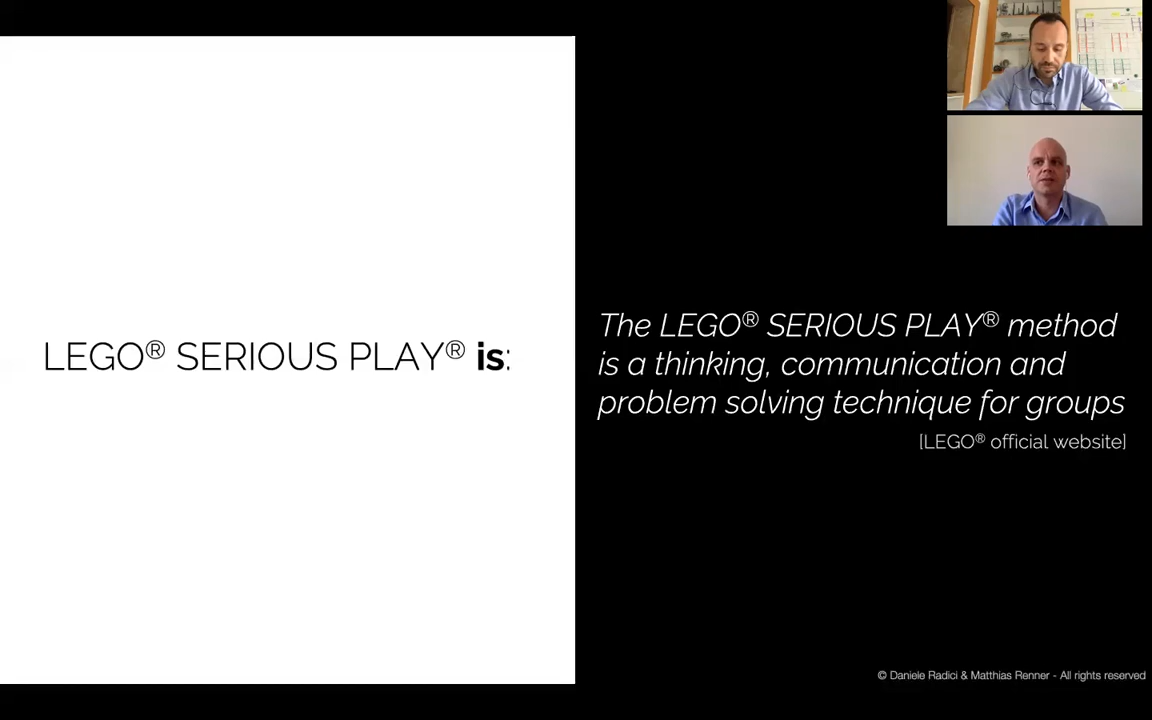 LEGO® SERIOUS PLAY® is:
The LEGO® SERIOUS PLAY® method
is a thinking, communication and
problem solving technique for groups
[LEGO® official website]
© Daniele Radici & Matthias Renner - All rights reserved